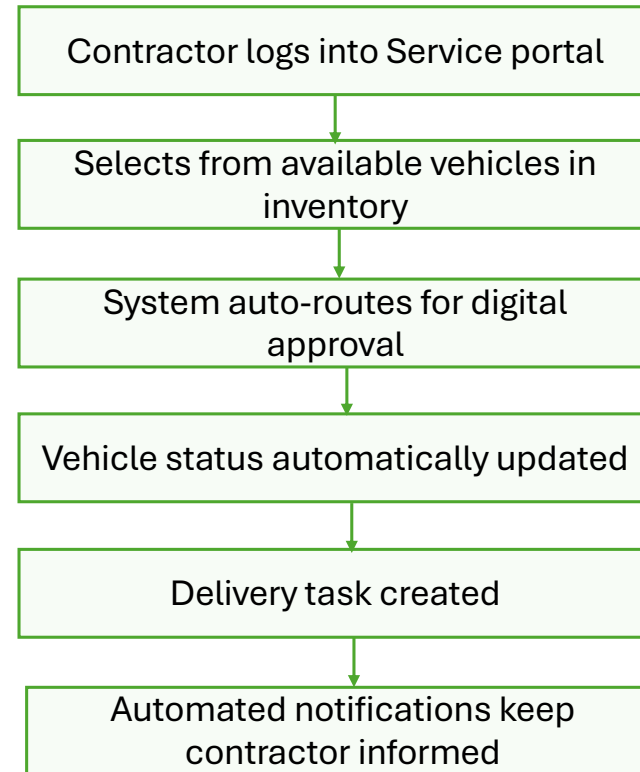 Contractor logs into Service portal
Selects from available vehicles in
inventory
System auto-routes for digital
approval
Vehicle status automatically updated
Delivery task created
Automated notifications keep
contractor informed